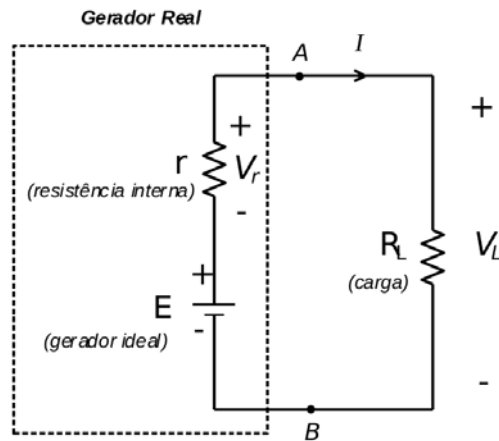 Gerador Real
A
I
+
+
r
V_r
(resistência interna)
-
+
E
-
(gerador ideal)
R_L
(carga)
V_L
-
B